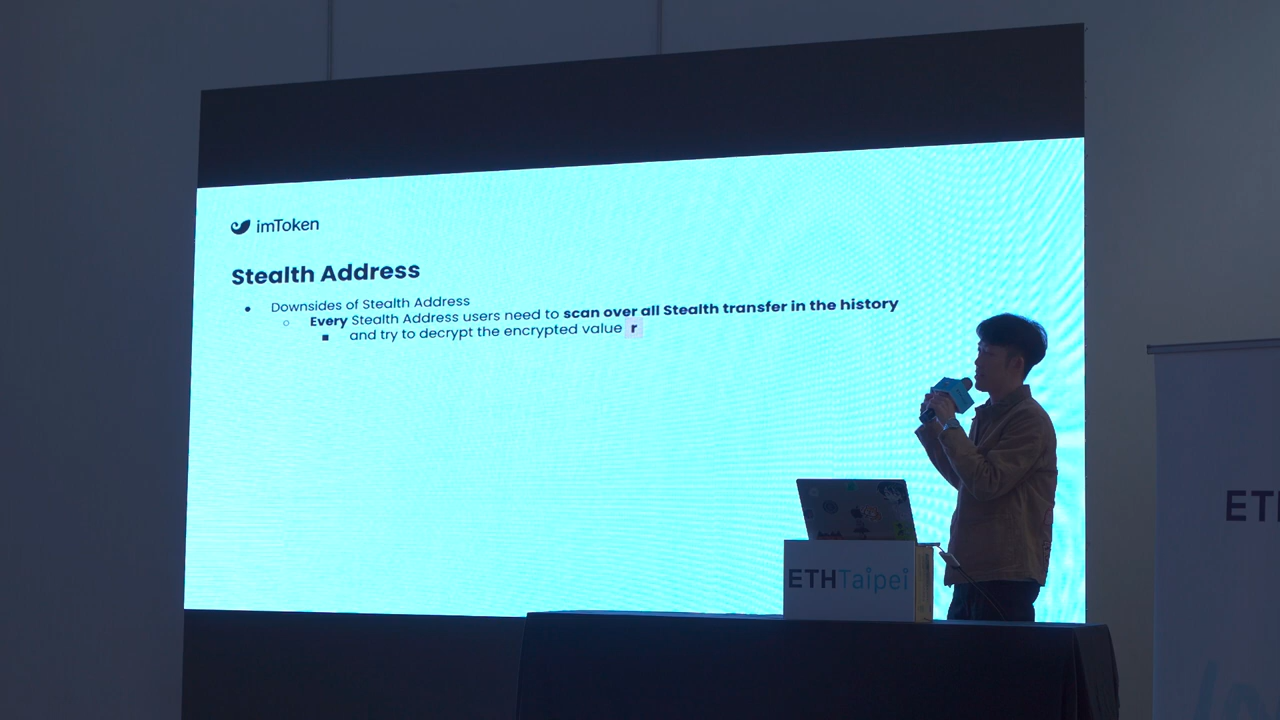 imToken
Stealth Address
Downsides of Stealth Address
Every Stealth Address users need to scan over all Stealth transfer in the history
and try to decrypt the encrypted value r
ETHTaipei
ET